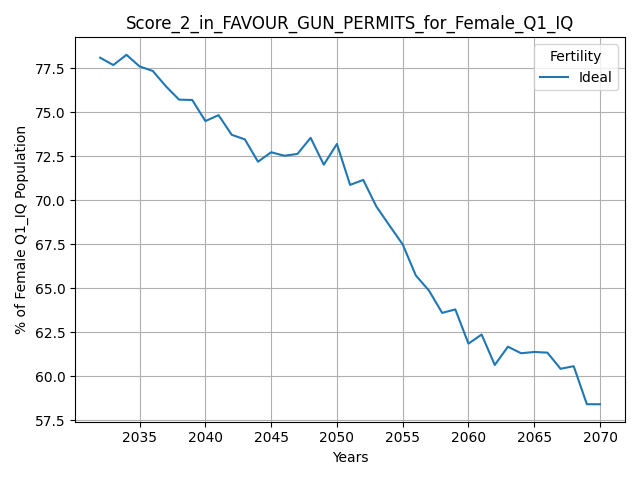 Score_2_in_FAVOUR_GUN_PERMITS_for_Female_Q1_IQ
Fertility
Ideal
% of Female Q1_IQ Population
77.5
75.0
72.5
70.0
67.5
65.0
62.5
60.0
57.5
2035 2040 2045 2050 2055 2060 2065 2070
Years